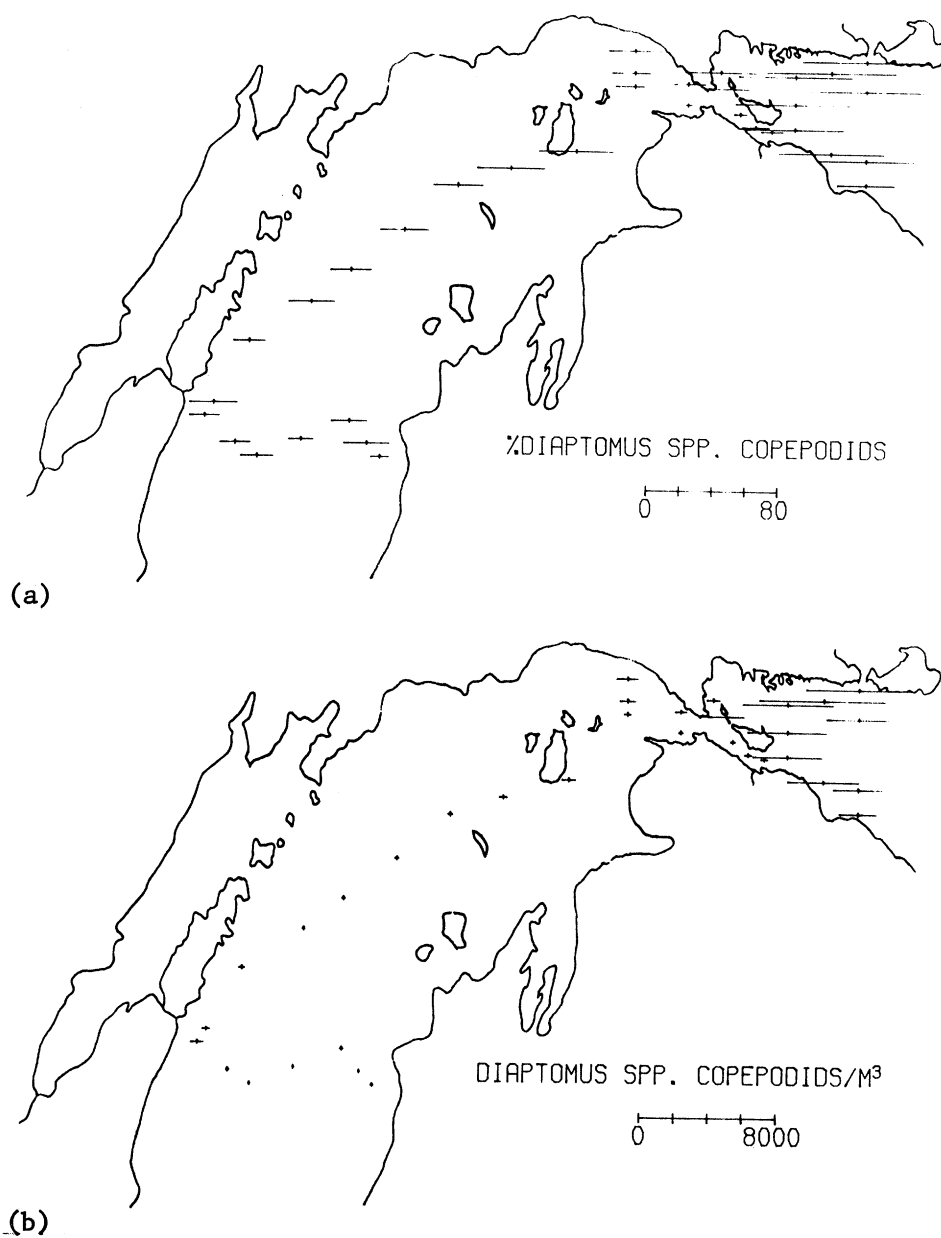 %DIAPTOMUS SPP. COPEPODIDS
0 80
(a)
DIAPTOMUS SPP. COPEPODIDS/M³
0 8000
(b)